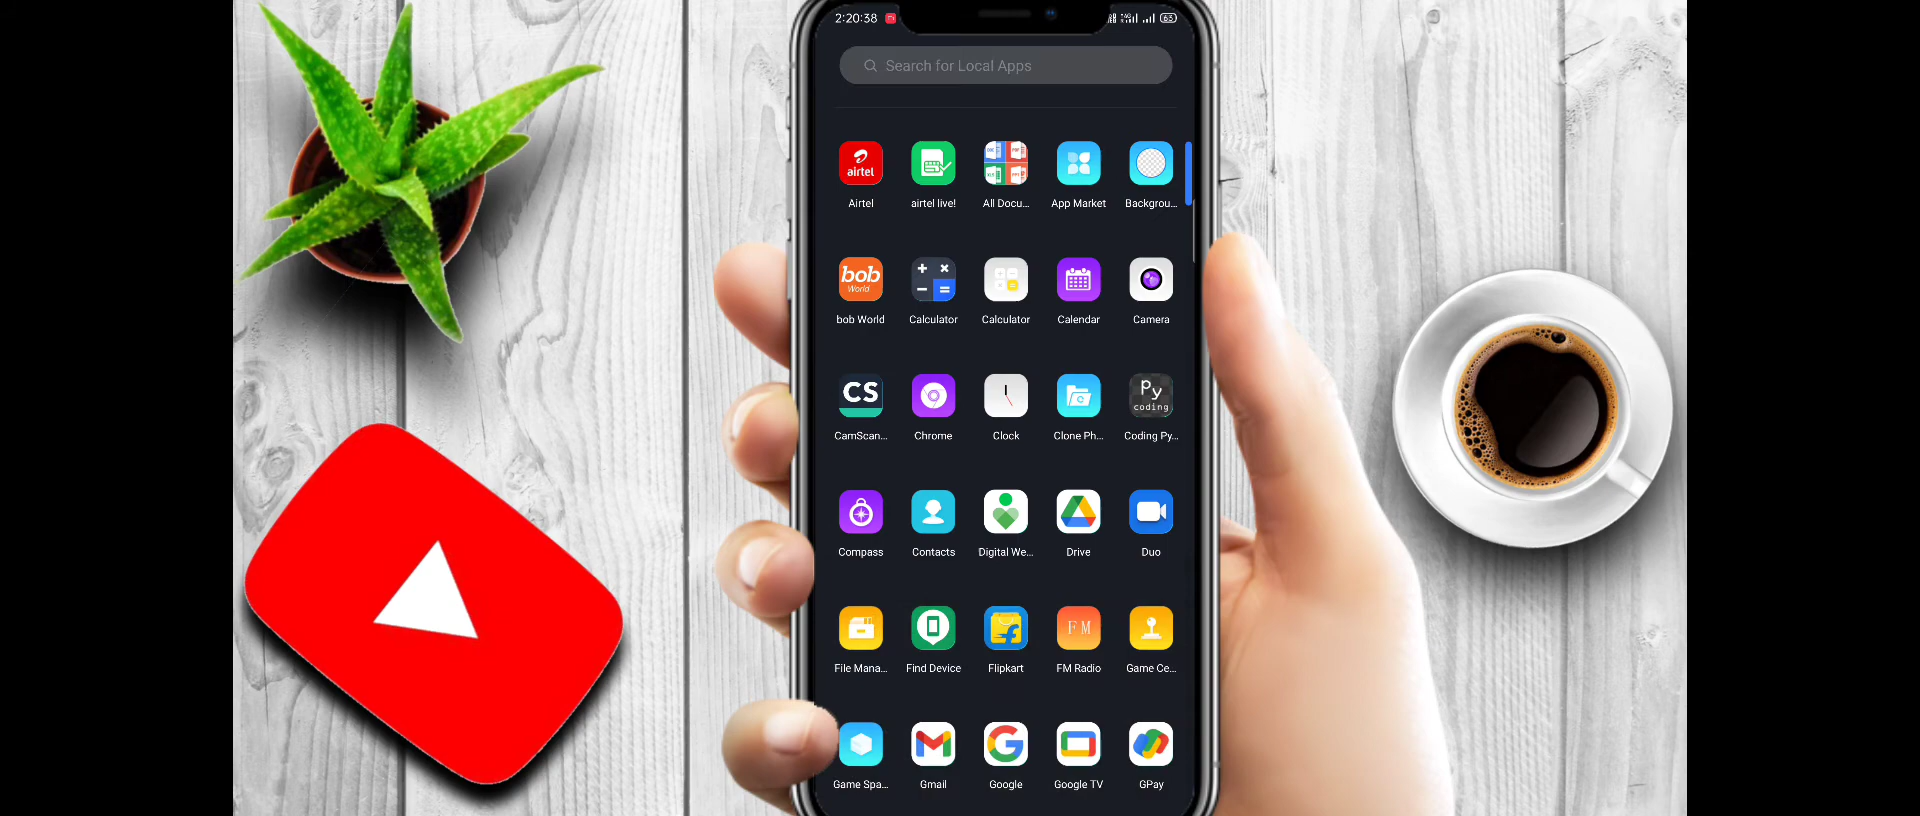 2:20:38
63
Search for Local Apps
airtel
Airtel
airtel live!
All Docu...
App Market
Backgrou...
bob
World
bob World
Calculator
Calculator
Calendar
Camera
CS
CamScan...
Chrome
Clock
Clone Ph...
Py
coding
Coding Py...
Compass
Contacts
Digital We...
Drive
Duo
FM
File Mana...
Find Device
Flipkart
FM Radio
Game Ce...
Game Spa...
Gmail
Google
Google TV
GPay